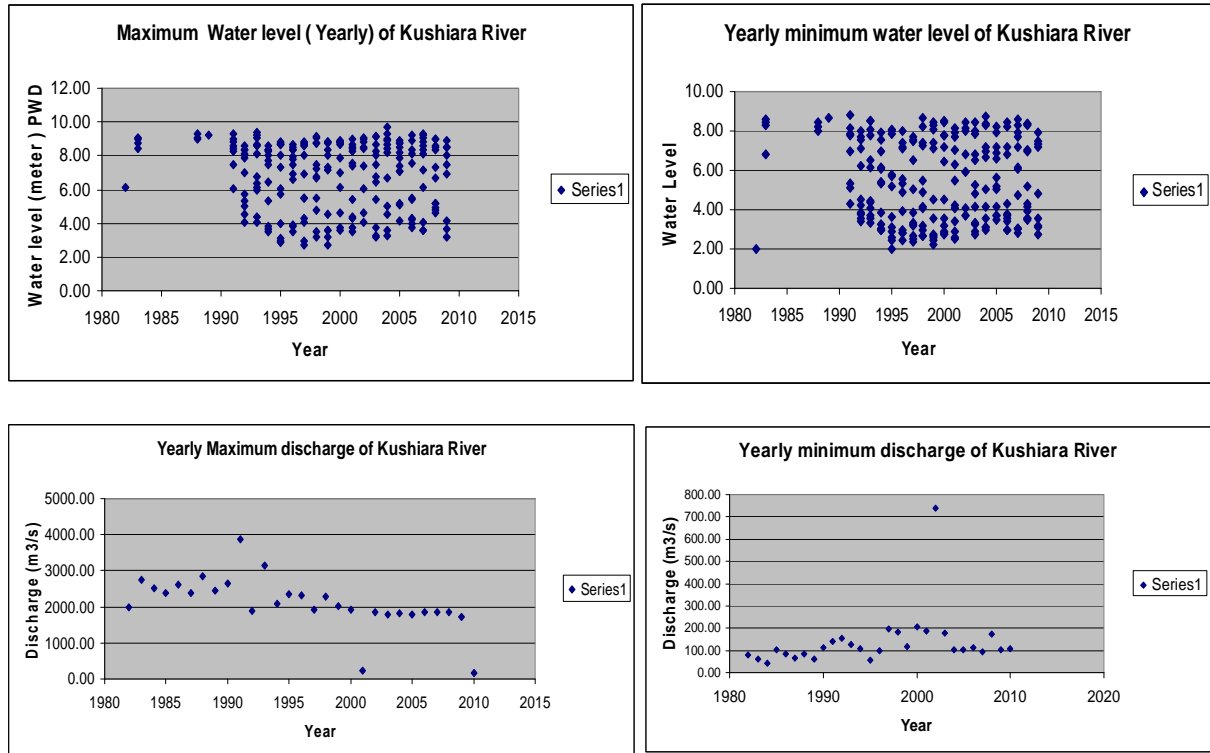 Maximum Water level ( Yearly) of Kushiara River
Water level (meter ) PWD
12.00
10.00
8.00
6.00
4.00
2.00
0.00
1980 1985 1990 1995 2000 2005 2010 2015
Year
Series1
Yearly minimum water level of Kushiara River
Water Level
10.00
8.00
6.00
4.00
2.00
0.00
1980 1985 1990 1995 2000 2005 2010 2015
Year
Series1
Yearly Maximum discharge of Kushiara River
Discharge (m3/s)
5000.00
4000.00
3000.00
2000.00
1000.00
0.00
1980 1985 1990 1995 2000 2005 2010 2015
Year
Series1
Yearly minimum discharge of Kushiara River
Discharge (m3/s)
800.00
700.00
600.00
500.00
400.00
300.00
200.00
100.00
0.00
1980 1990 2000 2010 2020
Year
Series1